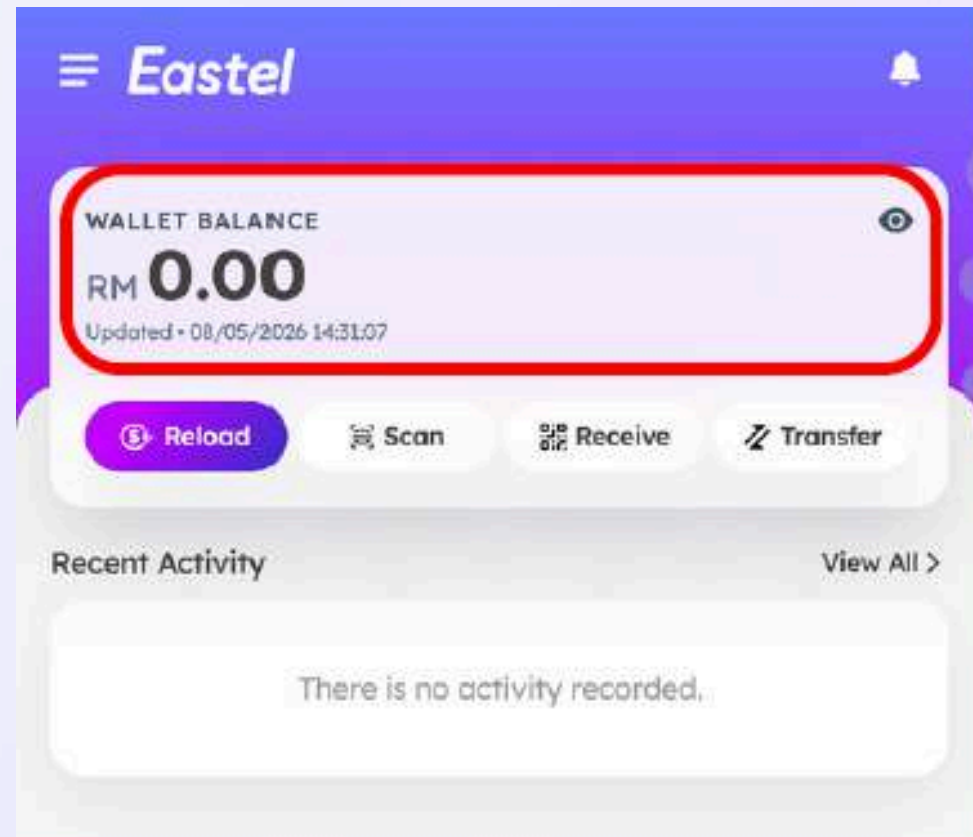 Eastel
WALLET BALANCE
RM 0.00
Updated • 08/05/2026 14:31:07
Reload Scan Receive Transfer
Recent Activity View All >
There is no activity recorded.